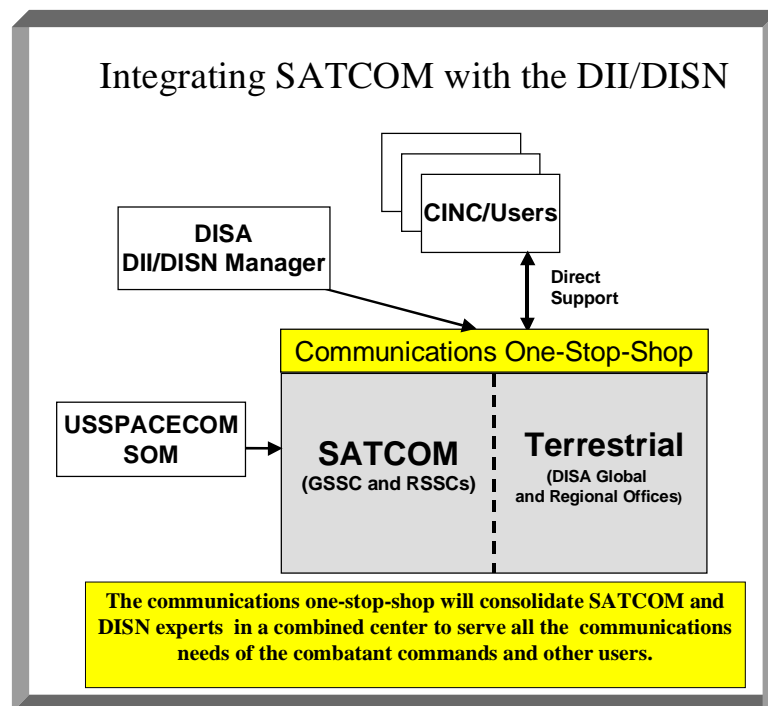 Integrating SATCOM with the DII/DISN
CINC/Users
DISA
DII/DISN Manager
Direct
Support
Communications One-Stop-Shop
USSPACECOM
SOM
SATCOM
(GSSC and RSSCs)
Terrestrial
(DISA Global
and Regional Offices)
The communications one-stop-shop will consolidate SATCOM and
DISN experts in a combined center to serve all the communications
needs of the combatant commands and other users.